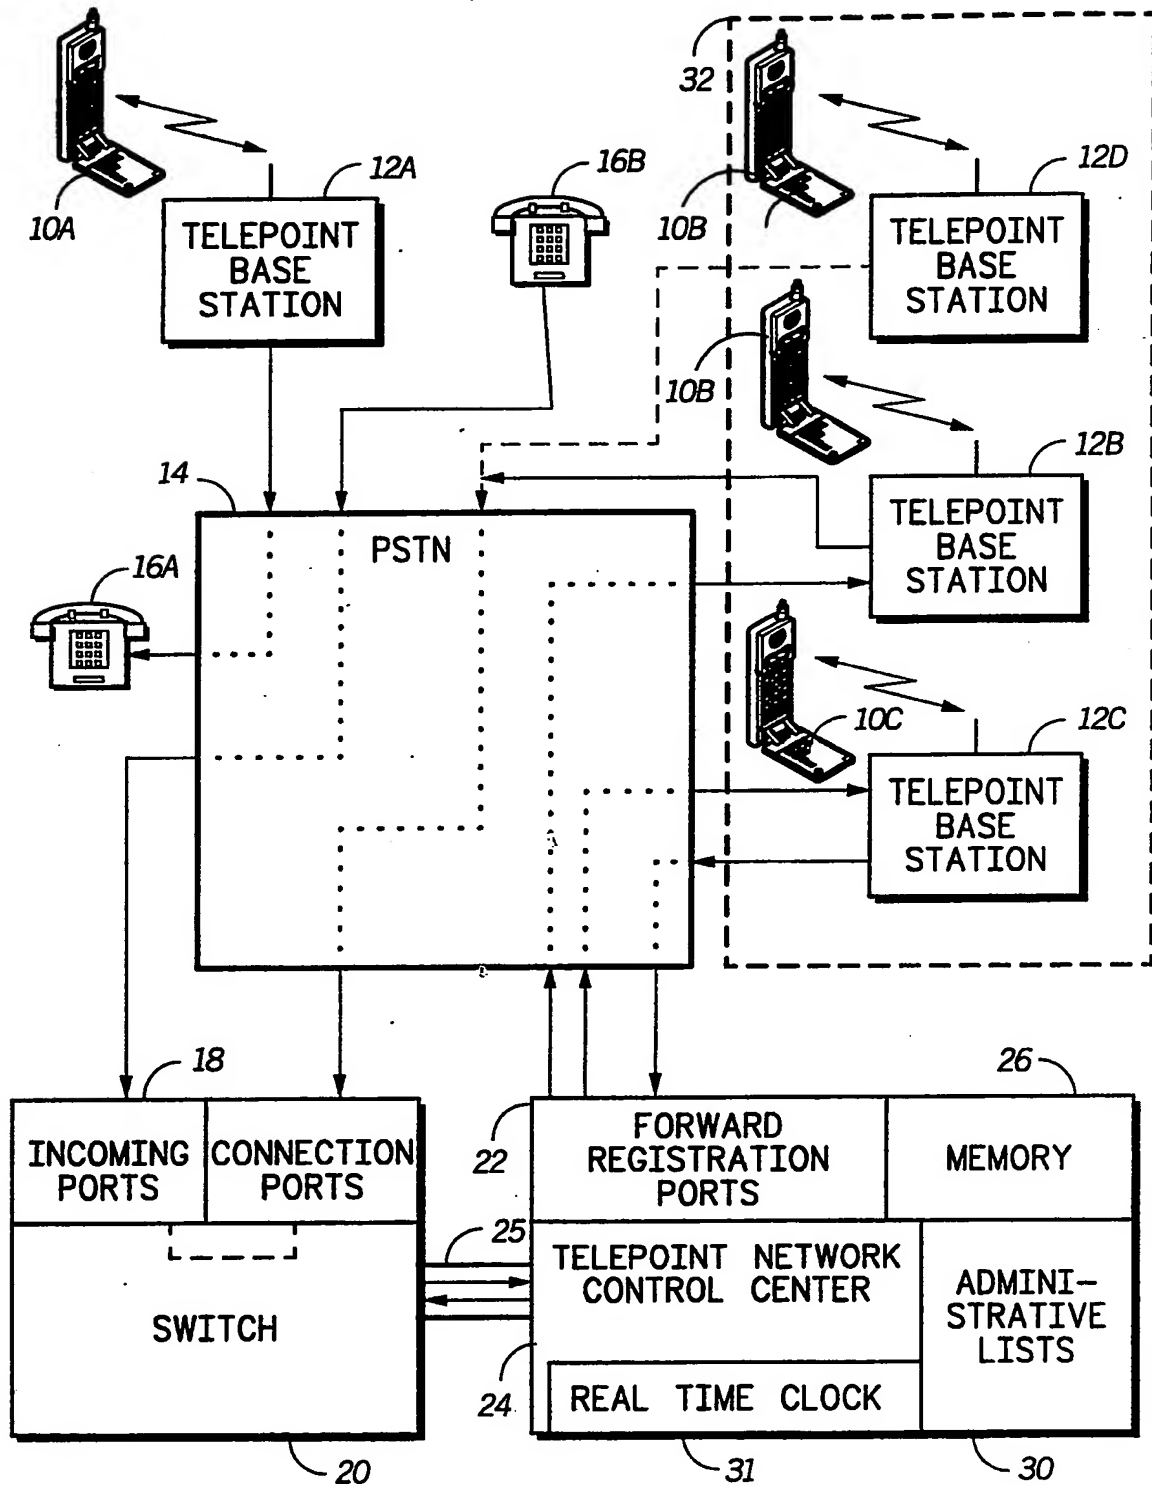 32
10A
12A
TELEPOINT
BASE
STATION
16B
10B
12D
TELEPOINT
BASE
STATION
10B
12B
TELEPOINT
BASE
STATION
14
PSTN
16A
10C
12C
TELEPOINT
BASE
STATION
18
INCOMING
PORTS
CONNECTION
PORTS
SWITCH
20
25
22
FORWARD
REGISTRATION
PORTS
26
MEMORY
TELEPOINT NETWORK
CONTROL CENTER
24
REAL TIME CLOCK
31
ADMINI-
STRATIVE
LISTS
30